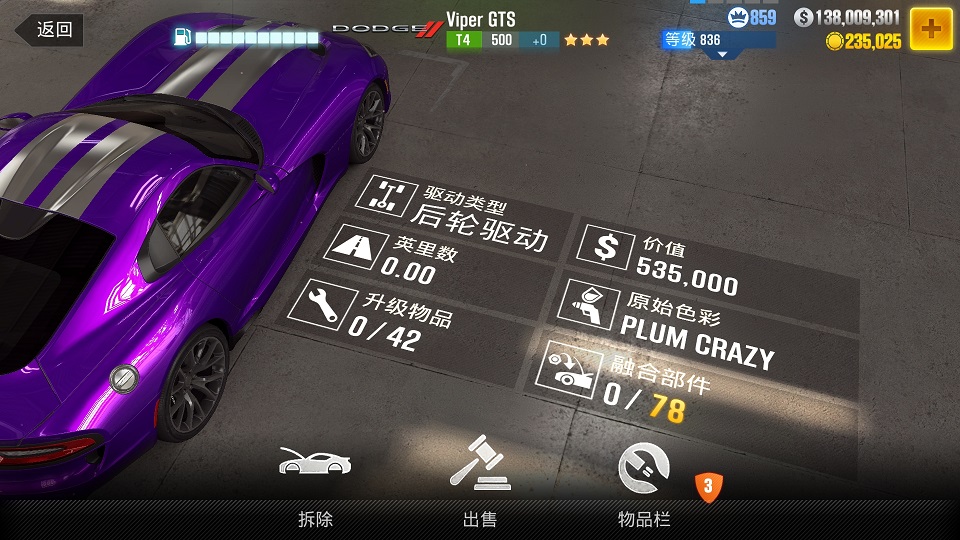 返回
DODGE
Viper GTS
T4 500 +0
等级 836
859
138,009,301
235,025
驱动类型
后轮驱动
英里数
0.00
升级物品
0/42
价值
535,000
原始色彩
PLUM CRAZY
融合部件
0/78
3
拆除
出售
物品栏